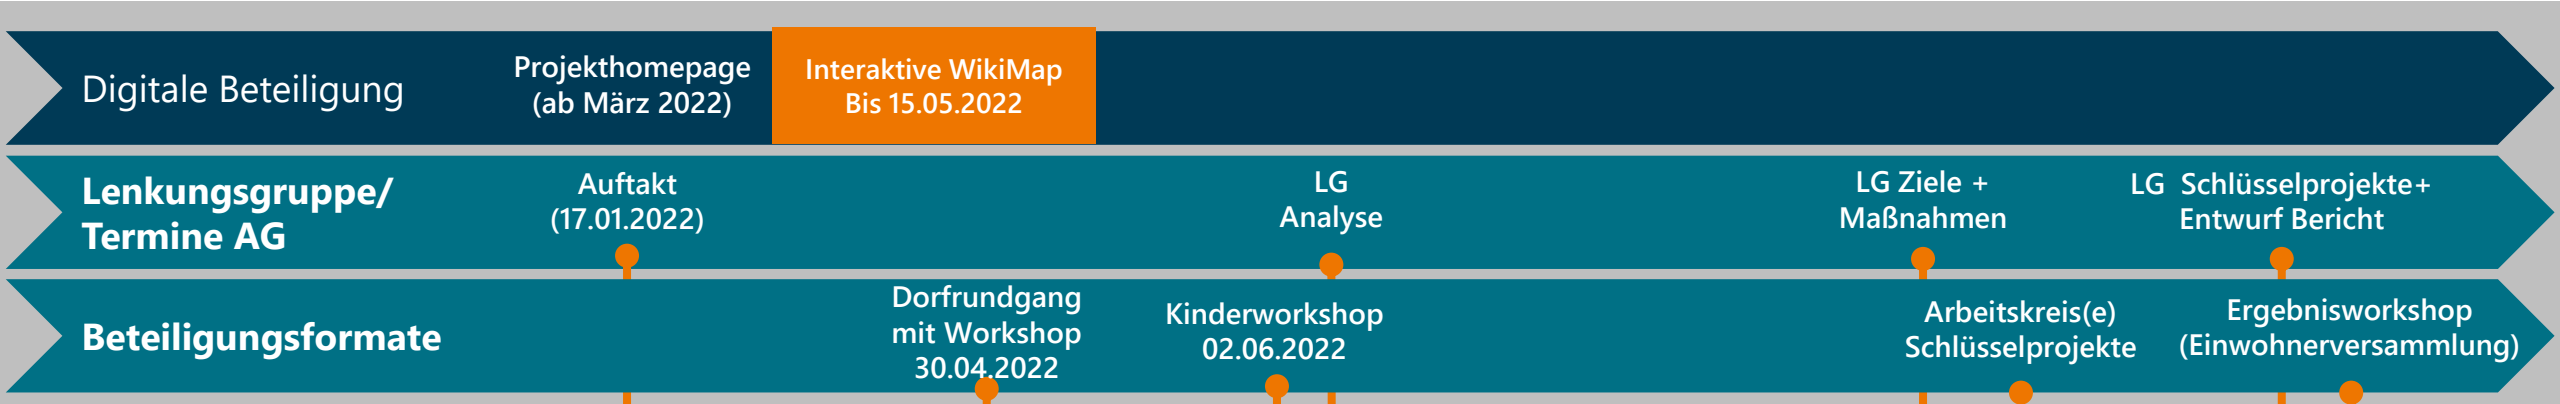 Digitale Beteiligung
Projekthomepage
(ab März 2022)
Interaktive WikiMap
Bis 15.05.2022
Lenkungsgruppe/
Termine AG
Auftakt
(17.01.2022)
LG
Analyse
LG Ziele +
Maßnahmen
LG  Schlüsselprojekte+
Entwurf Bericht
Beteiligungsformate
Dorfrundgang
mit Workshop
30.04.2022
Kinderworkshop
02.06.2022
Arbeitskreis(e)
Schlüsselprojekte
Ergebnisworkshop
(Einwohnerversammlung)